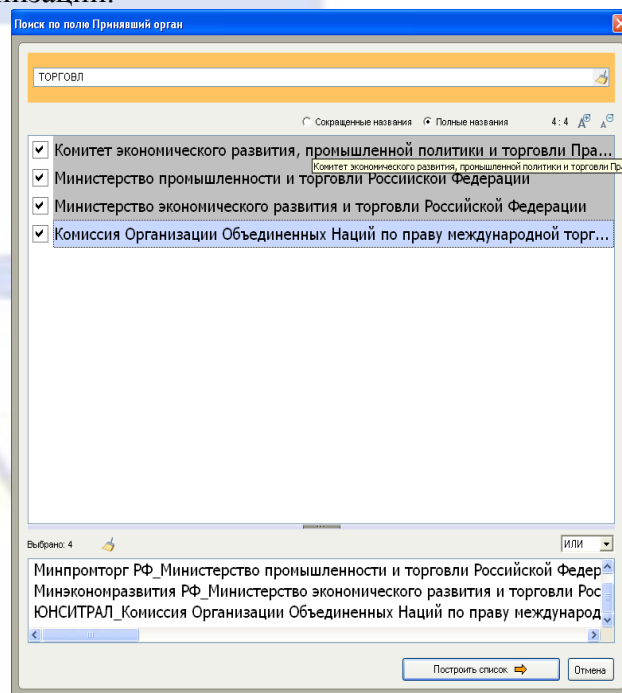 Поиск по полю Принявший орган
ТОРГОВЛ
Сокращенные названия Полные названия 4 : 4 А А
Комитет экономического развития, промышленной политики и торговли Пра...
Комитет экономического развития, промышленной политики и торговли Пра
Министерство промышленности и торговли Российской Федерации
Министерство экономического развития и торговли Российской Федерации
Комиссия Организации Объединенных Наций по праву международной торг...
Выбрано: 4 ИЛИ
Минпромторг РФ_Министерство промышленности и торговли Российской Федер
Минэкономразвития РФ_Министерство экономического развития и торговли Рос
ЮНСИТРАЛ_Комиссия Организации Объединенных Наций по праву международ
Построить список Отмена